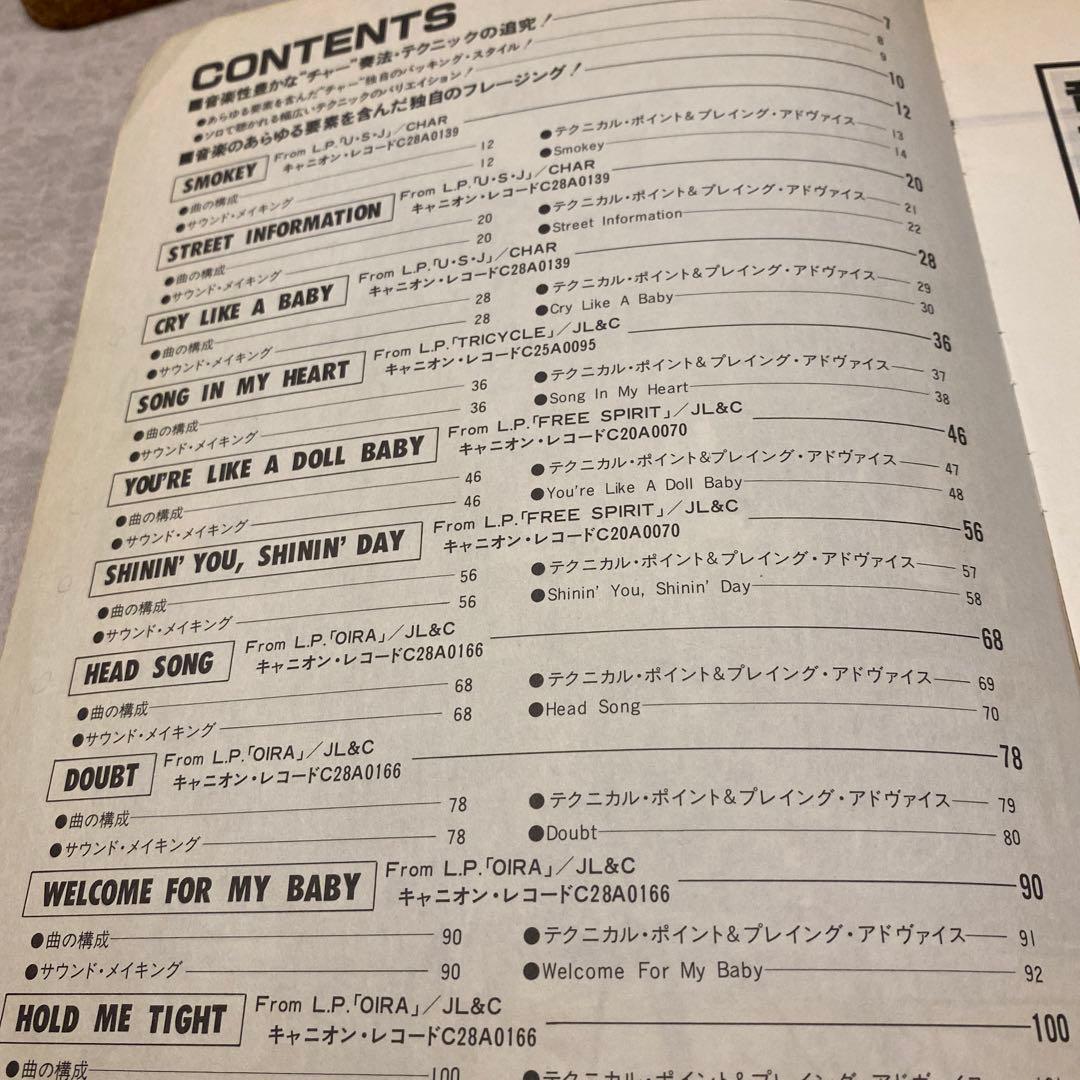 CONTENTS
■音楽性豊かな"チャー"奏法・テクニックの追究！ 7
●あらゆる要素を含んだ"チャー"独自のバッキング・スタイル！ 8
●ソロで聴かれる幅広いテクニックのバリエイション！ 9
■音楽のあらゆる要素を含んだ独自のフレージング！ 10
SMOKEY From L.P.「U・S・J」／CHAR 12
キャニオン・レコードC28A0139
●曲の構成 12 ●テクニカル・ポイント&プレイング・アドヴァイス 13
●サウンド・メイキング 12 ●Smokey 14
STREET INFORMATION From L.P.「U・S・J」／CHAR 20
キャニオン・レコードC28A0139
●曲の構成 20 ●テクニカル・ポイント&プレイング・アドヴァイス 21
●サウンド・メイキング 20 ●Street Information 22
CRY LIKE A BABY From L.P.「U・S・J」／CHAR 28
キャニオン・レコードC28A0139
●曲の構成 28 ●テクニカル・ポイント&プレイング・アドヴァイス 29
●サウンド・メイキング 28 ●Cry Like A Baby 30
SONG IN MY HEART From L.P.「TRICYCLE」／JL&C 36
キャニオン・レコードC25A0095
●曲の構成 36 ●テクニカル・ポイント&プレイング・アドヴァイス 37
●サウンド・メイキング 36 ●Song In My Heart 38
YOU'RE LIKE A DOLL BABY From L.P.「FREE SPIRIT」／JL&C 46
キャニオン・レコードC20A0070
●曲の構成 46 ●テクニカル・ポイント&プレイング・アドヴァイス 47
●サウンド・メイキング 46 ●You're Like A Doll Baby 48
SHININ' YOU, SHININ' DAY From L.P.「FREE SPIRIT」／JL&C 56
キャニオン・レコードC20A0070
●曲の構成 56 ●テクニカル・ポイント&プレイング・アドヴァイス 57
●サウンド・メイキング 56 ●Shinin' You, Shinin' Day 58
HEAD SONG From L.P.「OIRA」／JL&C 68
キャニオン・レコードC28A0166
●曲の構成 68 ●テクニカル・ポイント&プレイング・アドヴァイス 69
●サウンド・メイキング 68 ●Head Song 70
DOUBT From L.P.「OIRA」／JL&C 78
キャニオン・レコードC28A0166
●曲の構成 78 ●テクニカル・ポイント&プレイング・アドヴァイス 79
●サウンド・メイキング 78 ●Doubt 80
WELCOME FOR MY BABY From L.P.「OIRA」／JL&C 90
キャニオン・レコードC28A0166
●曲の構成 90 ●テクニカル・ポイント&プレイング・アドヴァイス 91
●サウンド・メイキング 90 ●Welcome For My Baby 92
HOLD ME TIGHT From L.P.「OIRA」／JL&C 100
キャニオン・レコードC28A0166
●曲の構成 100 ●テクニカル・ポイント&プレイング・アドヴァイス